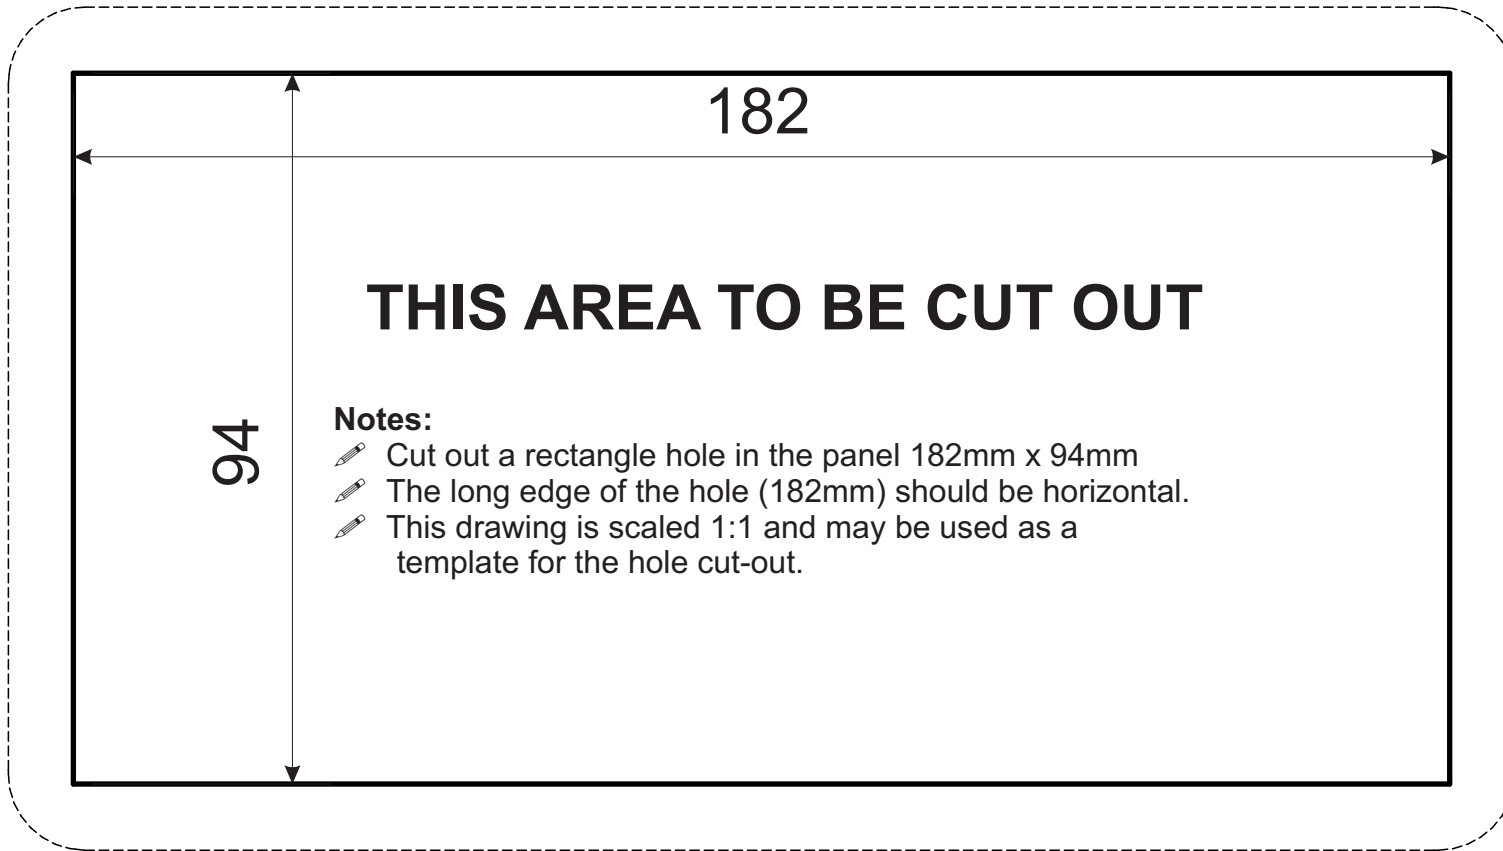 182
THIS AREA TO BE CUT OUT
94
Notes:
Cut out a rectangle hole in the panel 182mm x 94mm
The long edge of the hole (182mm) should be horizontal.
This drawing is scaled 1:1 and may be used as a
template for the hole cut-out.